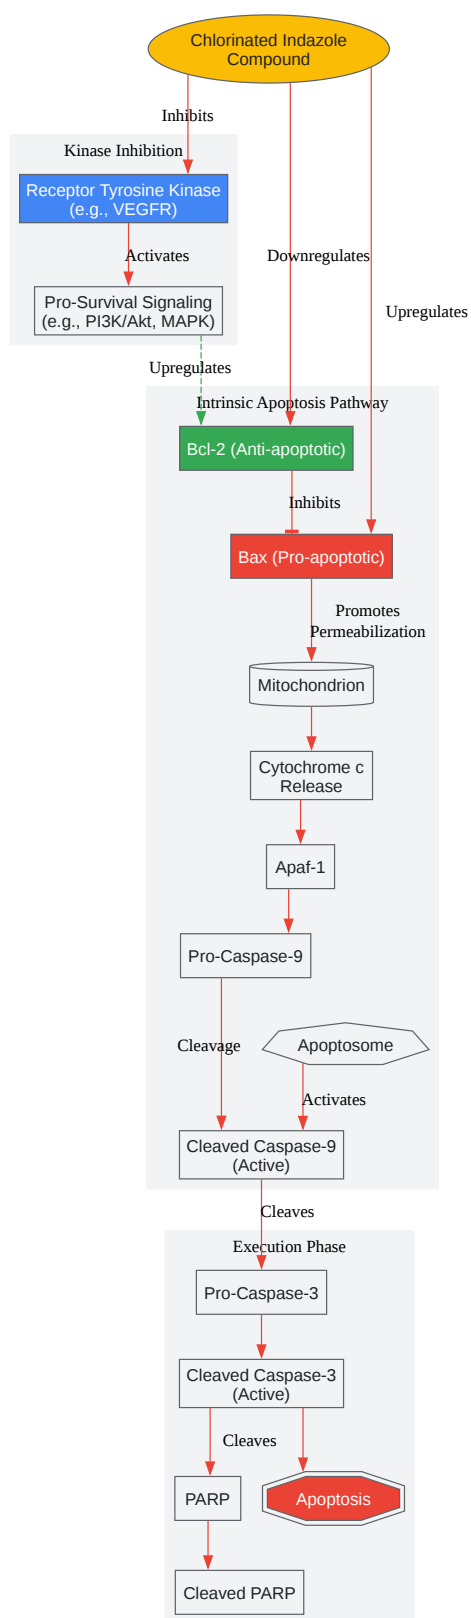 Chlorinated Indazole
Compound
Inhibits
Kinase Inhibition
Receptor Tyrosine Kinase
(e.g., VEGFR)
Activates
Downregulates
Pro-Survival Signaling
(e.g., PI3K/Akt, MAPK)
Upregulates
Upregulates
Intrinsic Apoptosis Pathway
Bcl-2 (Anti-apoptotic)
Inhibits
Bax (Pro-apoptotic)
Promotes
Permeabilization
Mitochondrion
Cytochrome c
Release
Apaf-1
Pro-Caspase-9
Cleavage
Apoptosome
Activates
Cleaved Caspase-9
(Active)
Cleaves
Execution Phase
Pro-Caspase-3
Cleaved Caspase-3
(Active)
Cleaves
PARP
Apoptosis
Cleaved PARP